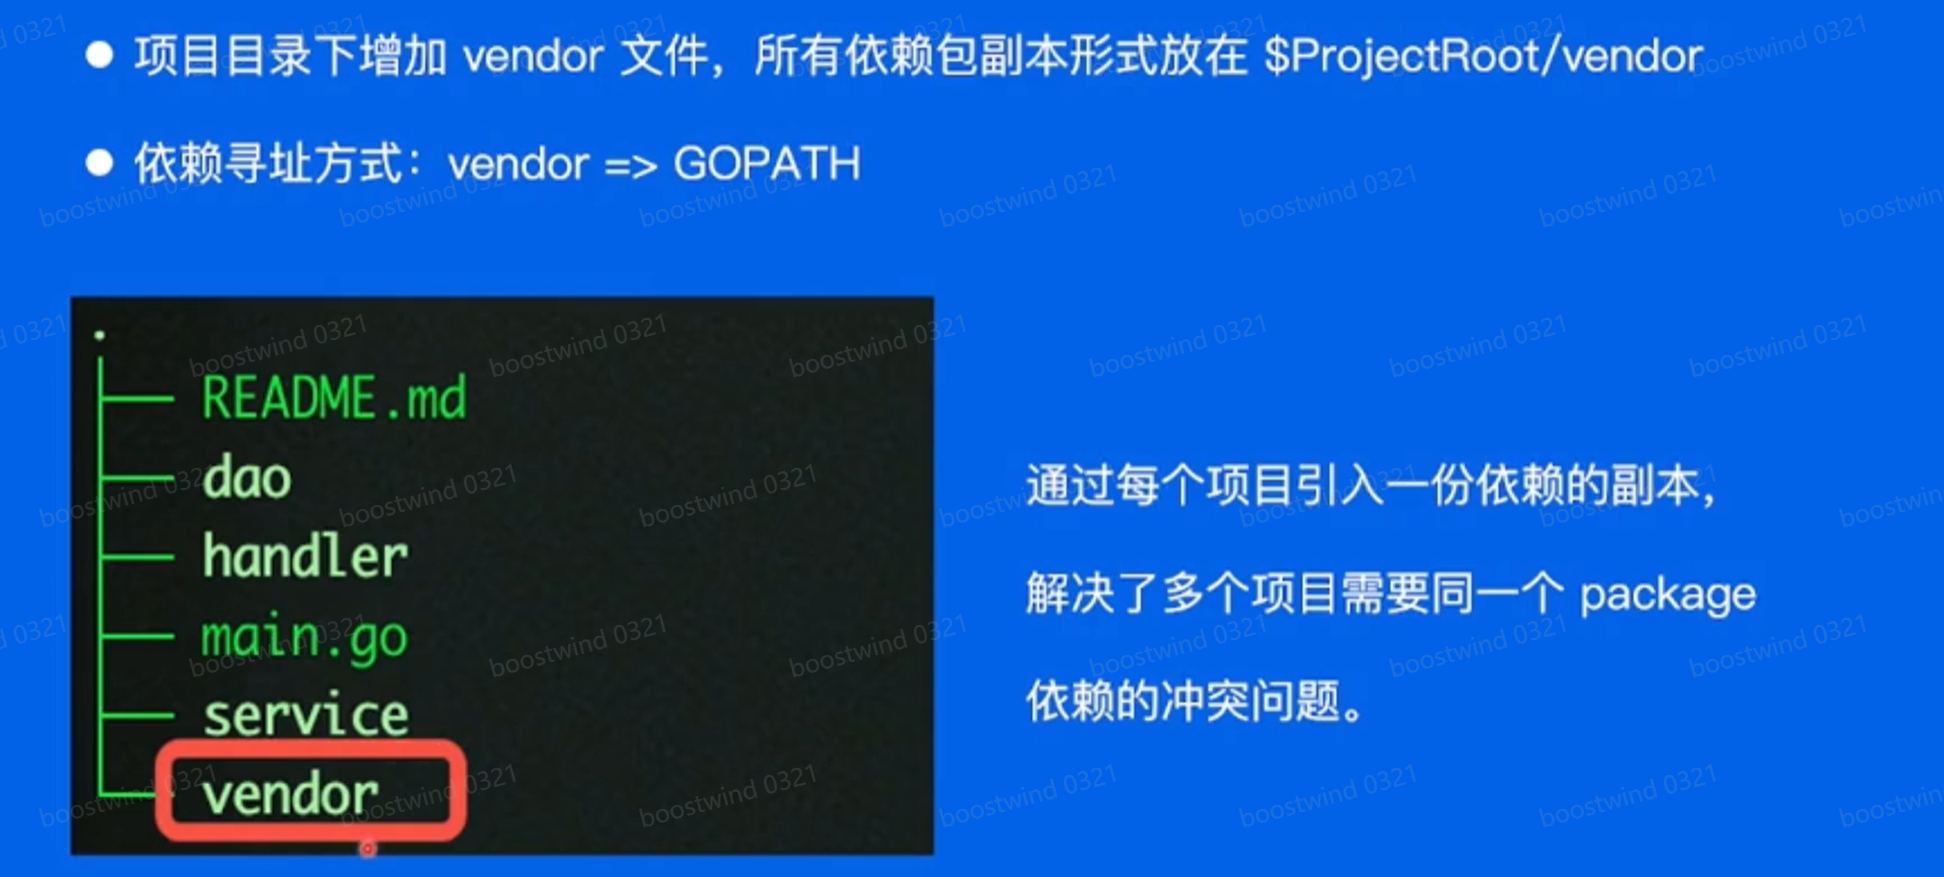 ● 项目目录下增加 vendor 文件，所有依赖包副本形式放在 $ProjectRoot/vendor
● 依赖寻址方式：vendor => GOPATH
.
README.md
dao
handler
main.go
service
vendor
通过每个项目引入一份依赖的副本，
解决了多个项目需要同一个 package
依赖的冲突问题。
boostwind 0321